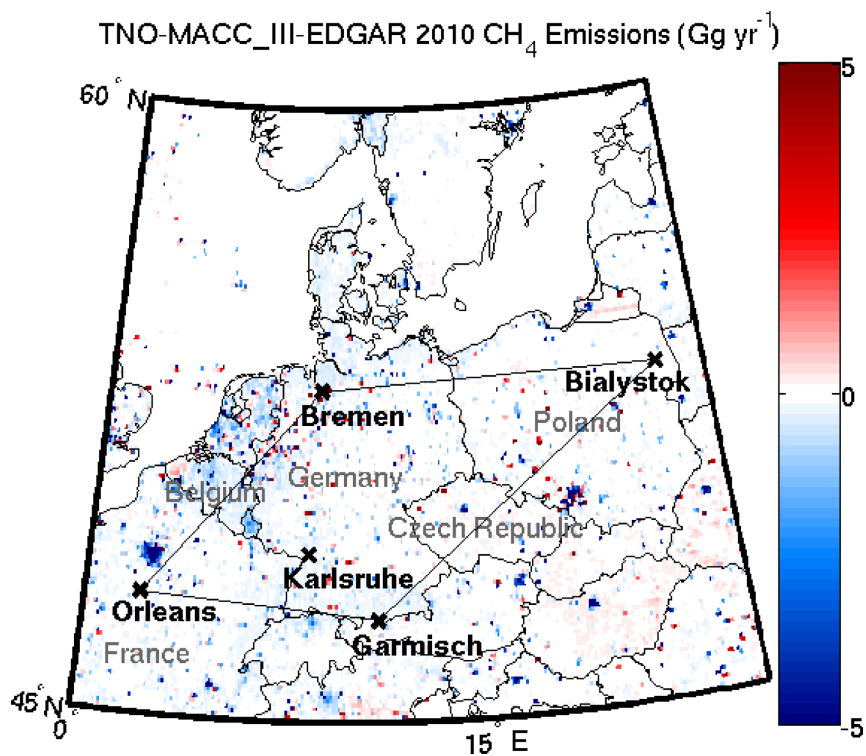 TNO-MACC_III-EDGAR 2010 CH4 Emissions (Gg yr-1)
5
60° N
Bialystok
0
Bremen
Poland
Germany
Belgium
Czech Republic
Karlsruhe
Orleans
Garmisch
France
45° N
0°
15° E
-5